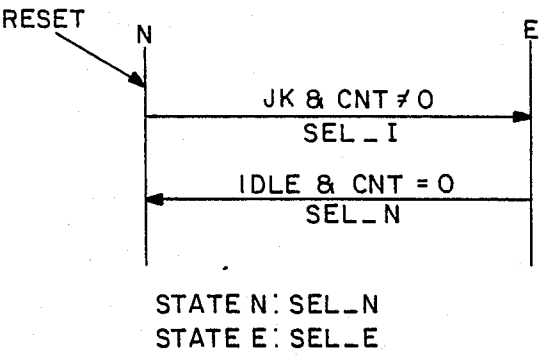 RESET
N
E
JK & CNT ≠ 0
SEL_I
IDLE & CNT = 0
SEL_N
STATE N: SEL_N
STATE E: SEL_E